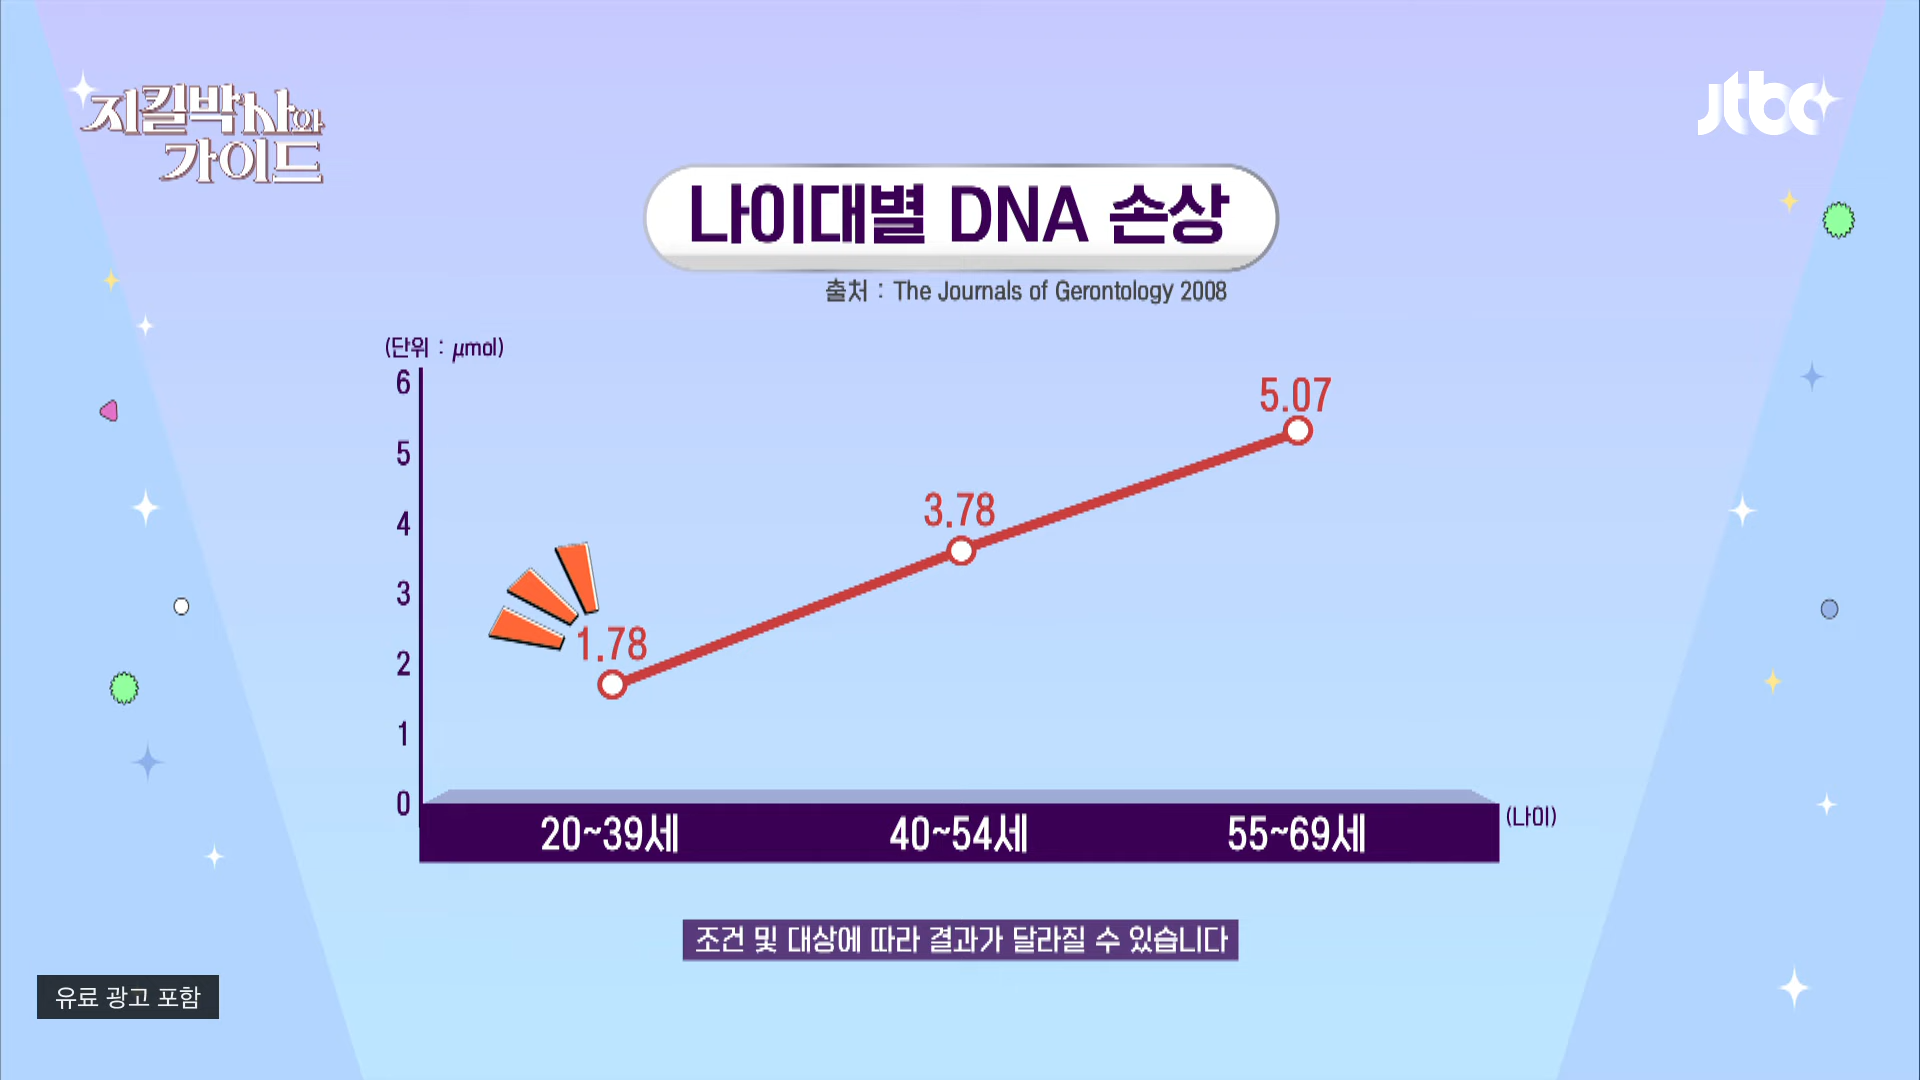 지킬박사와
가이드
jtbc
나이대별 DNA 손상
출처 : The Journals of Gerontology 2008
(단위 : μmol)
6
5
4
3
2
1
0
1.78
3.78
5.07
20~39세
40~54세
55~69세
(나이)
조건 및 대상에 따라 결과가 달라질 수 있습니다
유료 광고 포함